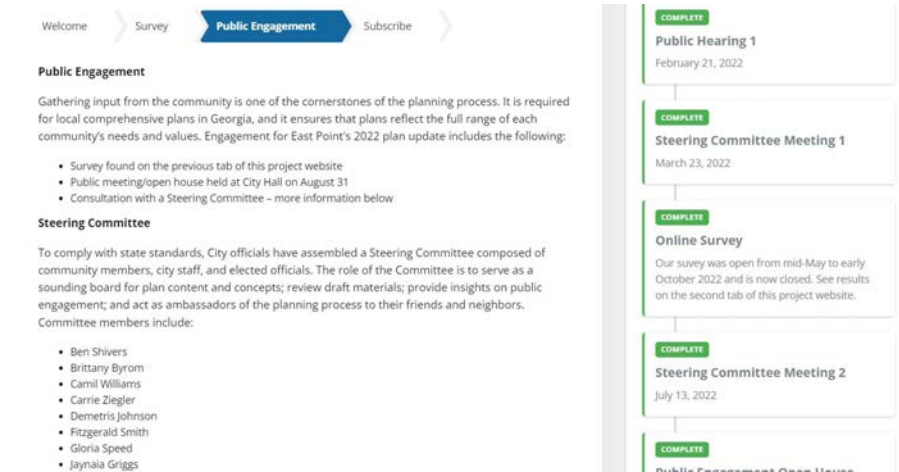 Welcome
Survey
Public Engagement
Subscribe
Public Engagement
Gathering input from the community is one of the cornerstones of the planning process. It is required
for local comprehensive plans in Georgia, and it ensures that plans reflect the full range of each
community's needs and values. Engagement for East Point's 2022 plan update includes the following:
• Survey found on the previous tab of this project website
• Public meeting/open house held at City Hall on August 31
• Consultation with a Steering Committee – more information below
Steering Committee
To comply with state standards, City officials have assembled a Steering Committee composed of
community members, city staff, and elected officials. The role of the Committee is to serve as a
sounding board for plan content and concepts; review draft materials; provide insights on public
engagement; and act as ambassadors of the planning process to their friends and neighbors.
Committee members include:
• Ben Shivers
• Brittany Byrom
• Camil Williams
• Carrie Ziegler
• Demetris Johnson
• Fitzgerald Smith
• Gloria Speed
• Jaynaia Griggs
COMPLETE
Public Hearing 1
February 21, 2022
COMPLETE
Steering Committee Meeting 1
March 23, 2022
COMPLETE
Online Survey
Our suvey was open from mid-May to early
October 2022 and is now closed. See results
on the second tab of this project website.
COMPLETE
Steering Committee Meeting 2
July 13, 2022
COMPLETE
Public Engagement Open House